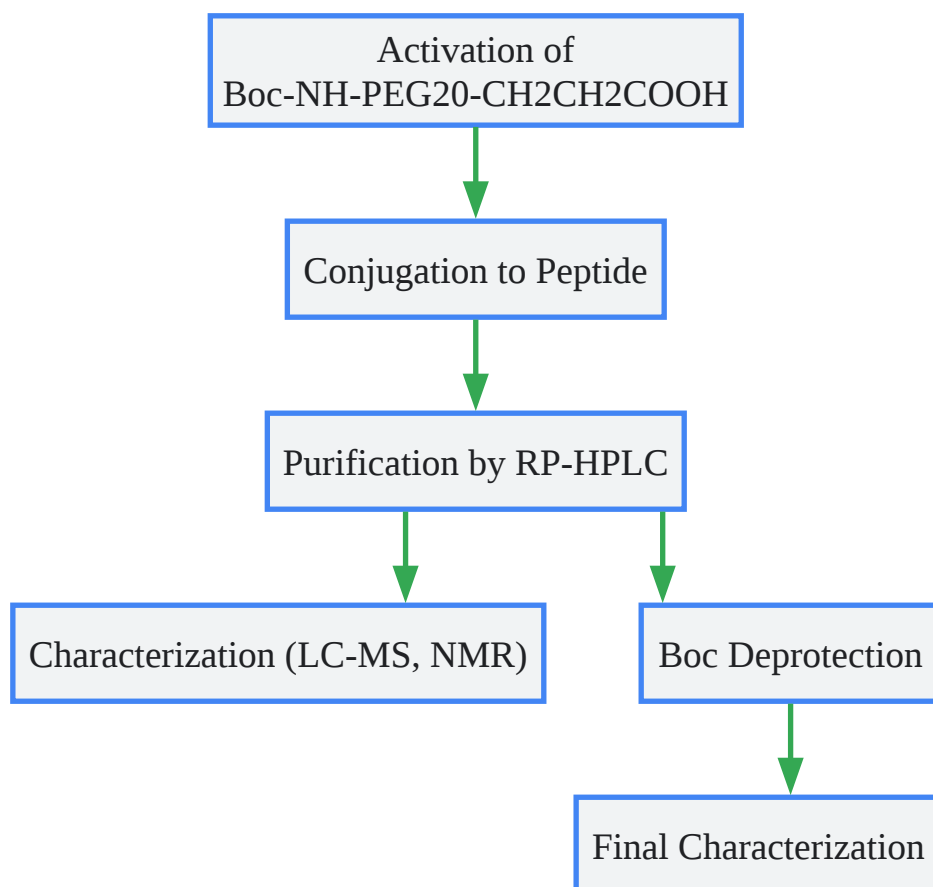 Activation of
Boc-NH-PEG20-CH2CH2COOH
Conjugation to Peptide
Purification by RP-HPLC
Characterization (LC-MS, NMR)
Boc Deprotection
Final Characterization